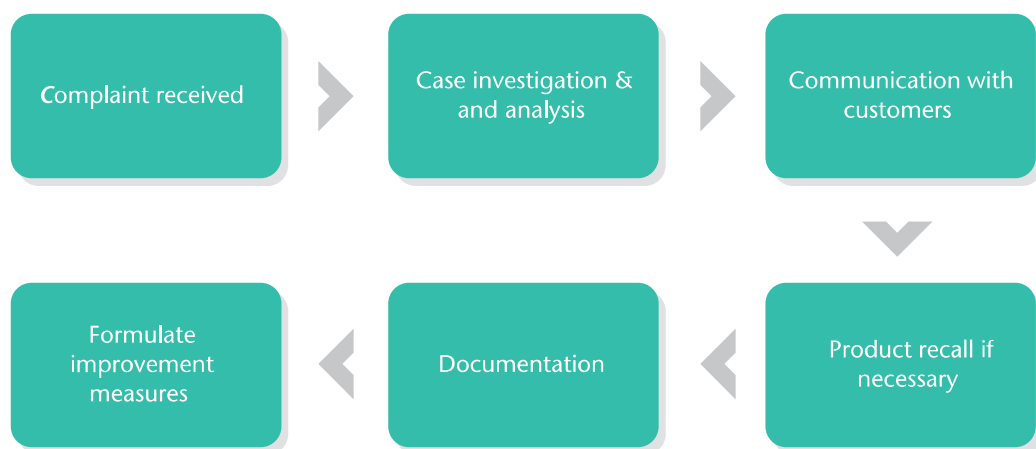 Complaint received
Case investigation &
and analysis
Communication with
customers
Product recall if
necessary
Documentation
Formulate
improvement
measures